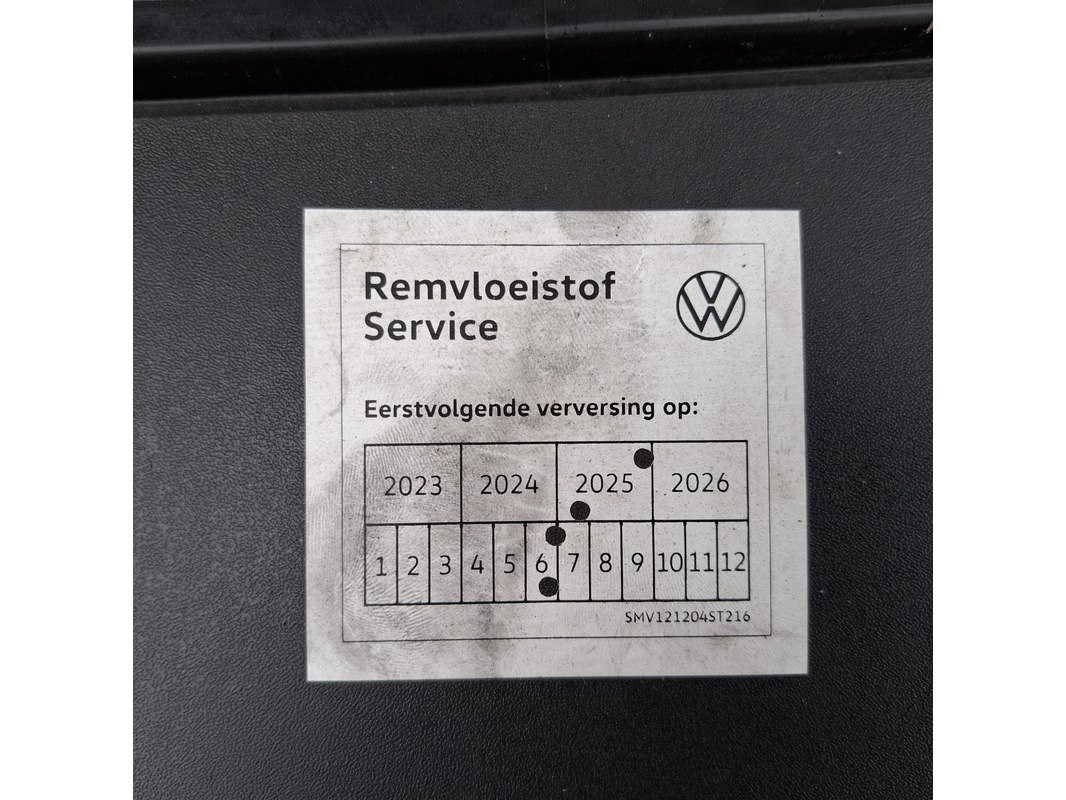 Remvloeistof
Service
Eerstvolgende verversing op:
2023 2024 2025 2026
1 2 3 4 5 6 7 8 9 10 11 12
SMV121204ST216